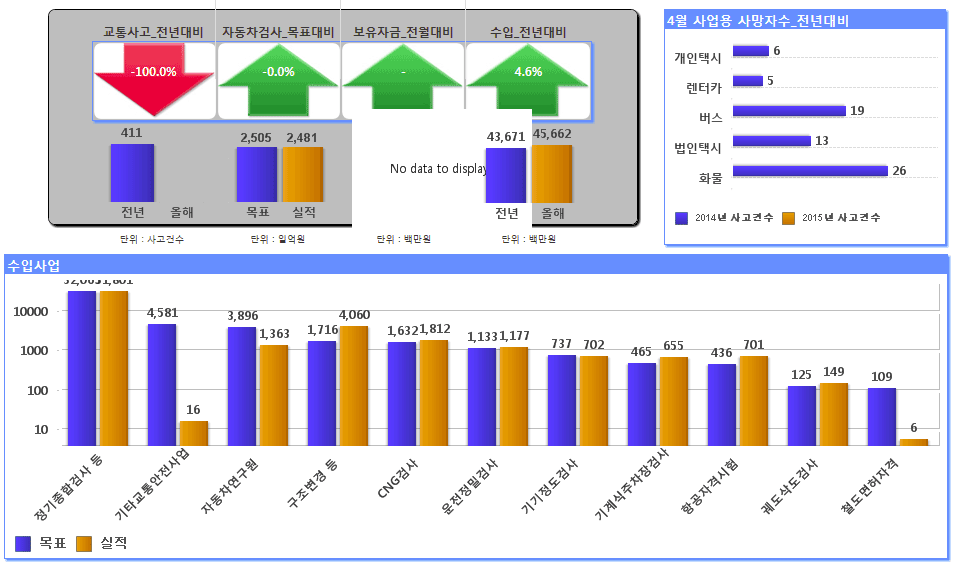 교통사고_전년대비 자동차검사_목표대비 보유자금_전월대비 수입_전년대비
-100.0% -0.0% - 4.6%
411 2,505 2,481 43,671 45,662
No data to display
전년 올해 목표 실적 전년 올해
단위 : 사고건수 단위 : 일억원 단위 : 백만원 단위 : 백만원
4월 사업용 사망자수_전년대비
개인택시 6
렌터카 5
버스 19
법인택시 13
화물 26
2014년 사고건수 2015년 사고건수
수입사업
10000
1000
100
10
4,581 16 3,896 1,363 1,716 4,060 1,632 1,812 1,133 1,177 737 702 465 655 436 701 125 149 109 6
정기종합검사 등
기타교통안전사업
자동차연구원
구조변경 등
CNG검사
운전정밀검사
기기정도검사
기계식주차장검사
항공자격시험
궤도삭도검사
철도면허자격
목표 실적